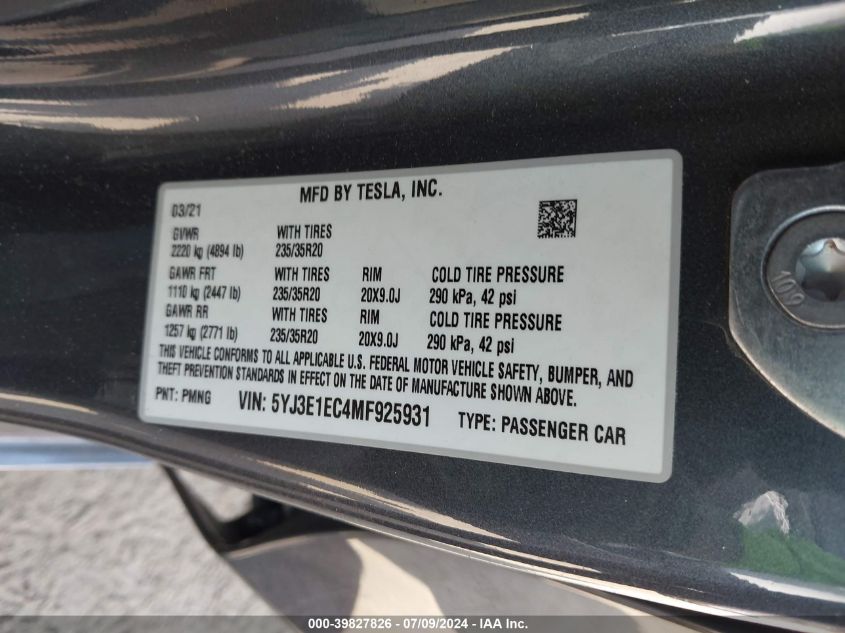 MFD BY TESLA, INC.
03/21
GVWR WITH TIRES
2220 kg (4894 lb) 235/35R20
GAWR FRT WITH TIRES RIM COLD TIRE PRESSURE
1110 kg (2447 lb) 235/35R20 20X9.0J 290 kPa, 42 psi
GAWR RR WITH TIRES RIM COLD TIRE PRESSURE
1257 kg (2771 lb) 235/35R20 20X9.0J 290 kPa, 42 psi
THIS VEHICLE CONFORMS TO ALL APPLICABLE U.S. FEDERAL MOTOR VEHICLE SAFETY, BUMPER, AND
THEFT PREVENTION STANDARDS IN EFFECT ON THE DATE OF MANUFACTURE SHOWN ABOVE.
PNT: PMNG VIN: 5YJ3E1EC4MF925931 TYPE: PASSENGER CAR
10.9
000-39827826 - 07/09/2024 - IAA Inc.